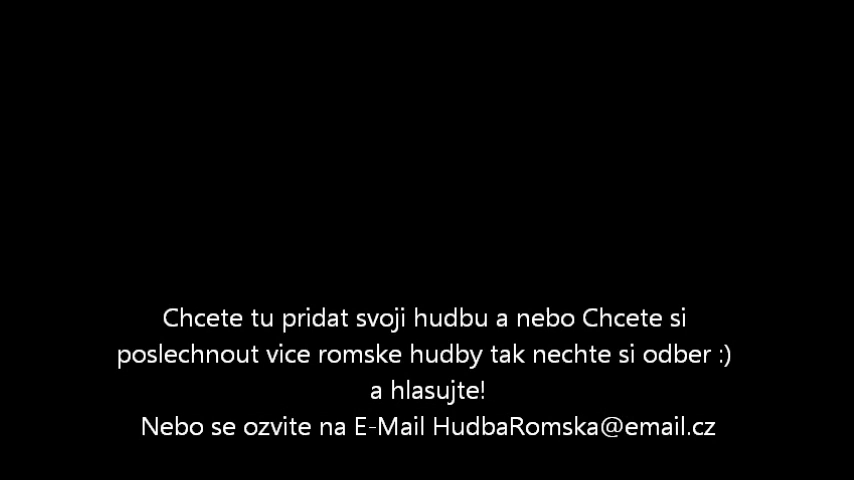 Chcete tu pridat svoji hudbu a nebo Chcete si
poslechnout vice romske hudby tak nechte si odber :)
a hlasujte!
Nebo se ozvite na E-Mail HudbaRomska@email.cz